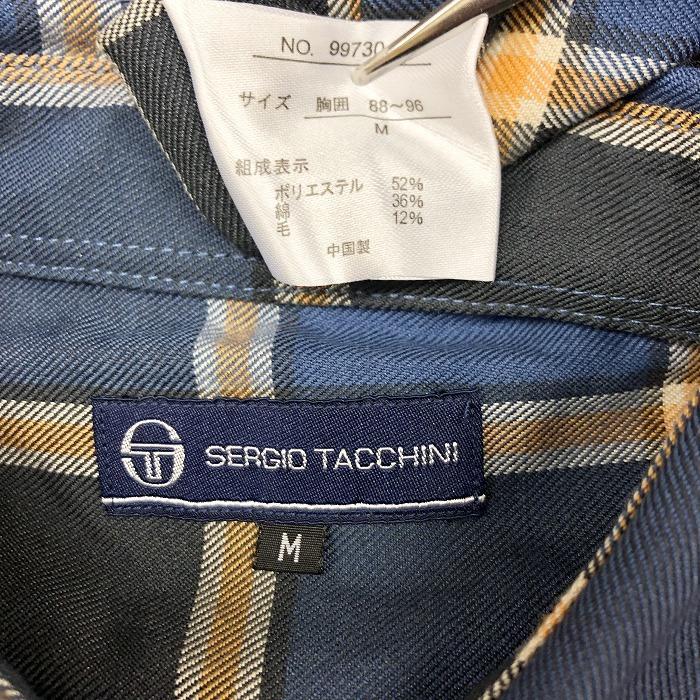 NO. 99730
サイズ 胸囲 88〜96
M
組成表示
ポリエステル 52%
綿 36%
毛 12%
中国製
ST SERGIO TACCHINI
M